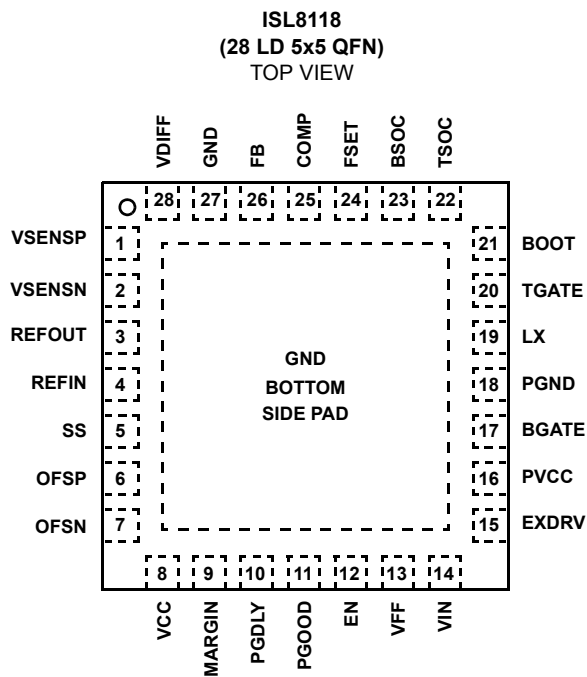 ISL8118
(28 LD 5x5 QFN)
TOP VIEW
VDIFF GND FB COMP FSET BSOC TSOC
28 27 26 25 24 23 22
VSENSP 1 21 BOOT
VSENSN 2 20 TGATE
REFOUT 3 19 LX
REFIN 4 18 PGND
SS 5 17 BGATE
OFSP 6 16 PVCC
OFSN 7 15 EXDRV
GND
BOTTOM
SIDE PAD
8 9 10 11 12 13 14
VCC MARGIN PGDLY PGOOD EN VFF VIN